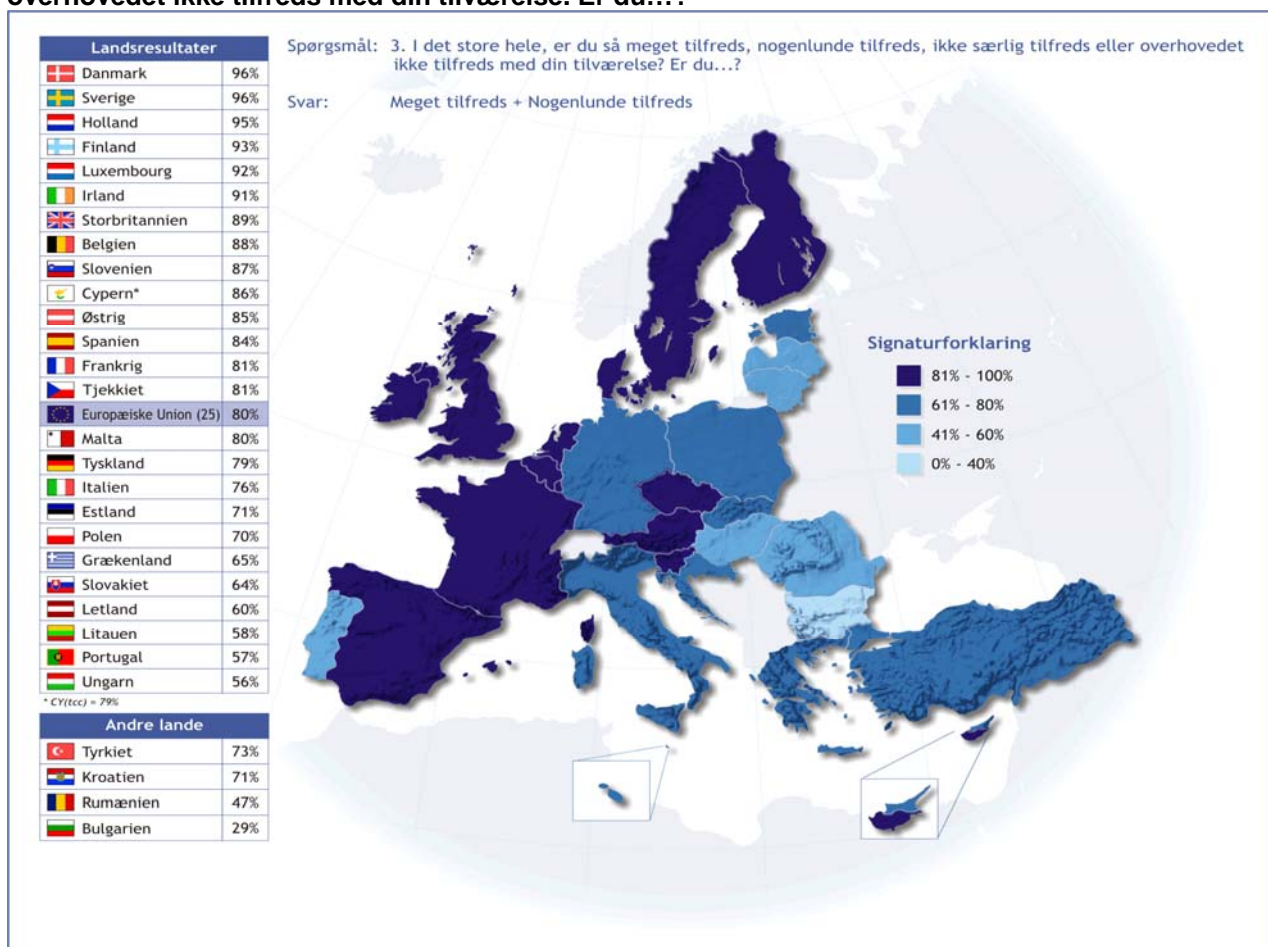 overhovedet ikke tilfreds med din tilværelse. Er du…?
Landsresultater
Danmark 96%
Sverige 96%
Holland 95%
Finland 93%
Luxembourg 92%
Irland 91%
Storbritannien 89%
Belgien 88%
Slovenien 87%
Cypern* 86%
Østrig 85%
Spanien 84%
Frankrig 81%
Tjekkiet 81%
Europæiske Union (25) 80%
Malta 80%
Tyskland 79%
Italien 76%
Estland 71%
Polen 70%
Grækenland 65%
Slovakiet 64%
Letland 60%
Litauen 58%
Portugal 57%
Ungarn 56%
* CY(tcc) = 79%
Andre lande
Tyrkiet 73%
Kroatien 71%
Rumænien 47%
Bulgarien 29%
Spørgsmål: 3. I det store hele, er du så meget tilfreds, nogenlunde tilfreds, ikke særlig tilfreds eller overhovedet
ikke tilfreds med din tilværelse? Er du...?
Svar: Meget tilfreds + Nogenlunde tilfreds
Signaturforklaring
81% - 100%
61% - 80%
41% - 60%
0% - 40%